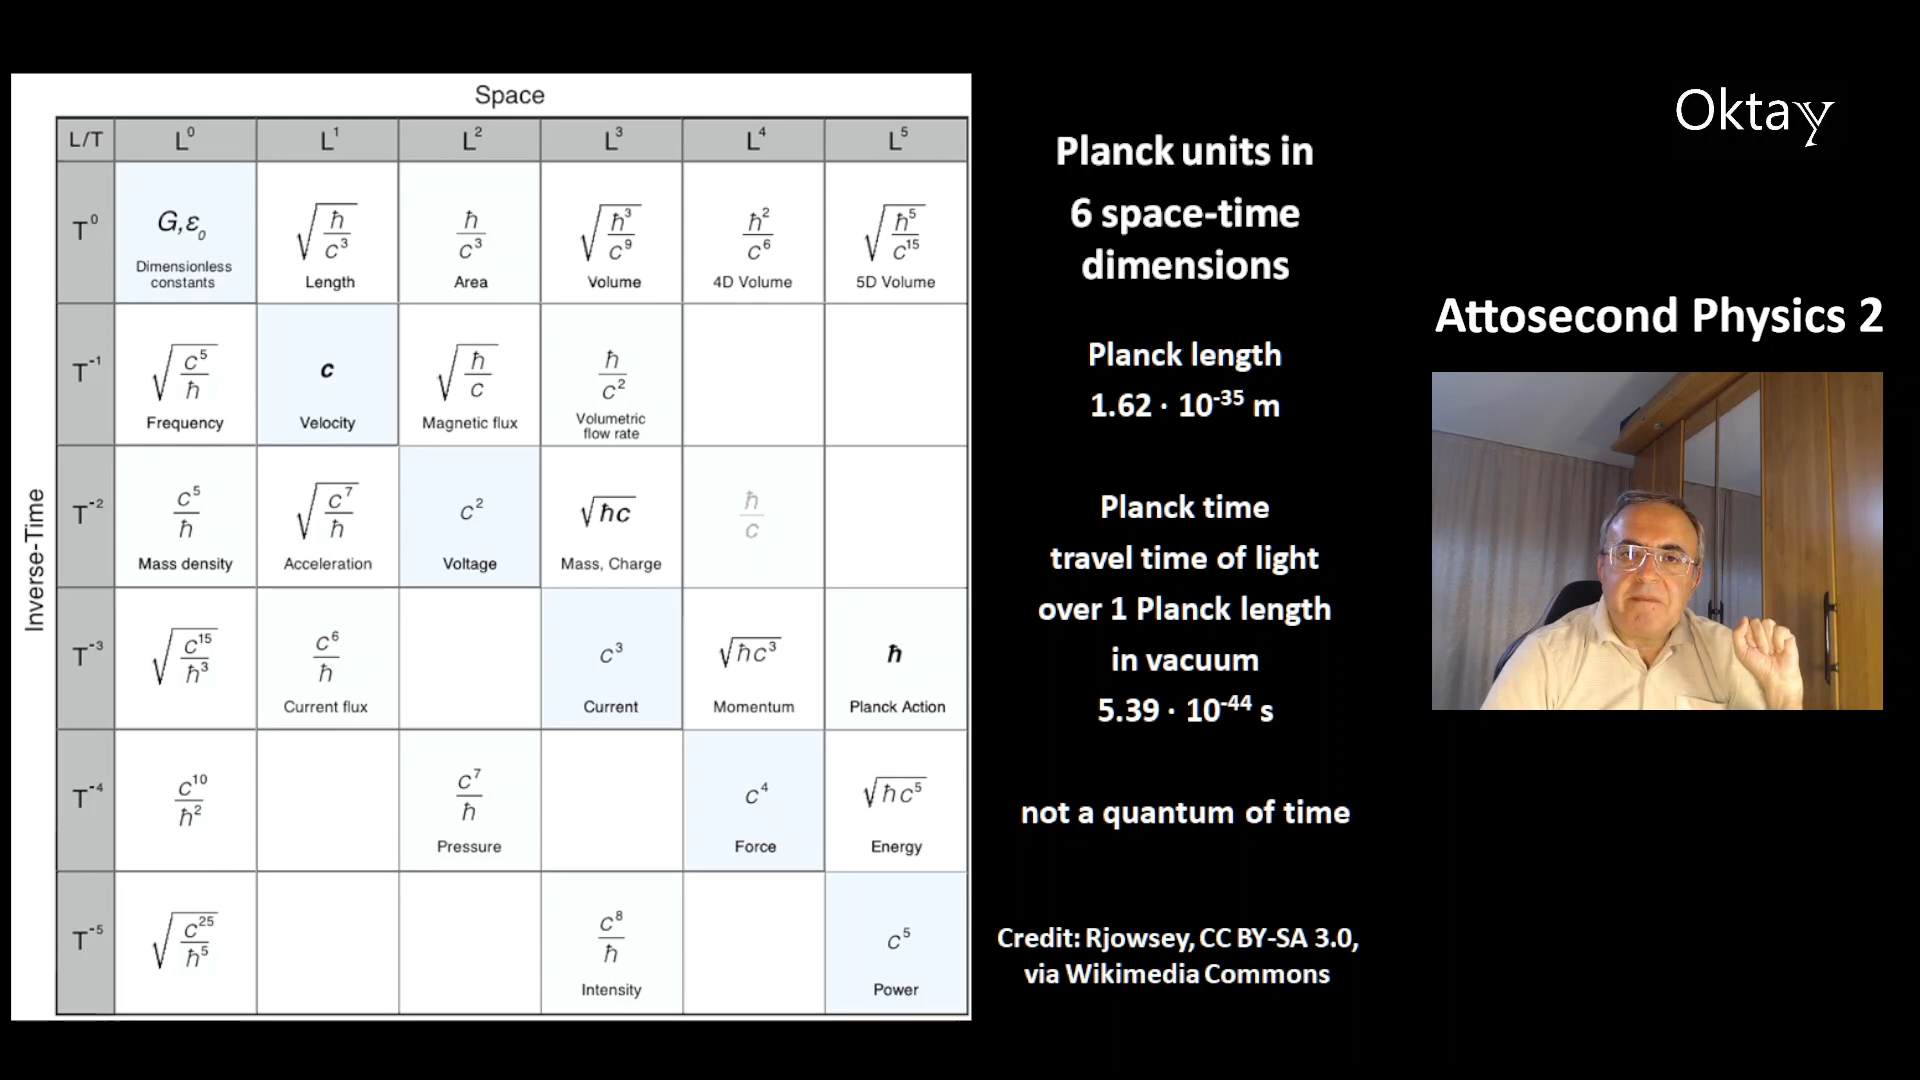 Space
L/T L⁰ L¹ L² L³ L⁴ L⁵
Inverse-Time
T⁰
G,ε₀
Dimensionless
constants
√(ħ/c³)
Length
ħ/c³
Area
√(ħ³/c⁹)
Volume
ħ²/c⁶
4D Volume
√(ħ⁵/c¹⁵)
5D Volume
T⁻¹
√(c⁵/ħ)
Frequency
c
Velocity
√(ħ/c)
Magnetic flux
ħ/c²
Volumetric
flow rate
T⁻²
c⁵/ħ
Mass density
√(c⁷/ħ)
Acceleration
c²
Voltage
√ħc
Mass, Charge
ħ/c
T⁻³
√(c¹⁵/ħ³)
c⁶/ħ
Current flux
c³
Current
√ħc³
Momentum
ħ
Planck Action
T⁻⁴
c¹⁰/ħ²
c⁷/ħ
Pressure
c⁴
Force
√ħc⁵
Energy
T⁻⁵
√(c²⁵/ħ⁵)
c⁸/ħ
Intensity
c⁵
Power
Planck units in
6 space-time
dimensions
Planck length
1.62 · 10⁻³⁵ m
Planck time
travel time of light
over 1 Planck length
in vacuum
5.39 · 10⁻⁴⁴ s
not a quantum of time
Credit: Rjowsey, CC BY-SA 3.0,
via Wikimedia Commons
Oktay
Attosecond Physics 2